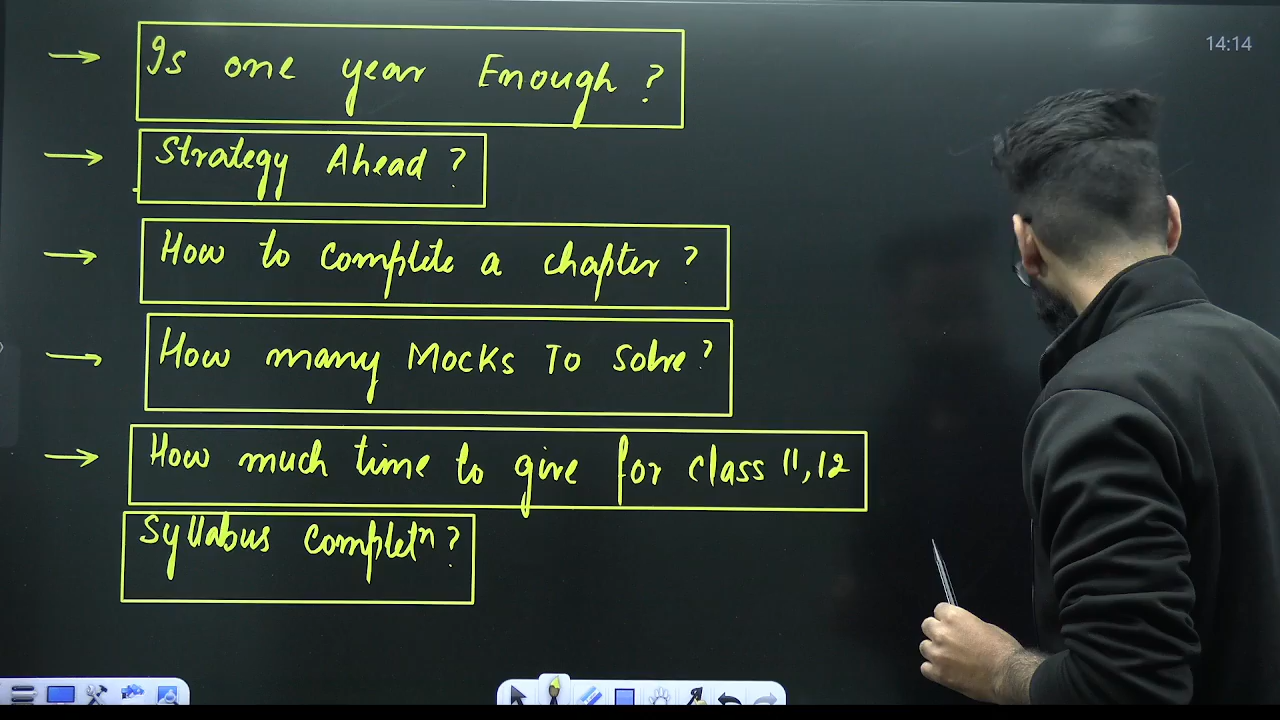 14:14
→ Is one year Enough ?
→ Strategy Ahead ?
→ How to complete a chapter ?
→ How many Mocks To Solve ?
→ How much time to give for class 11, 12
Syllabus Completⁿ ?